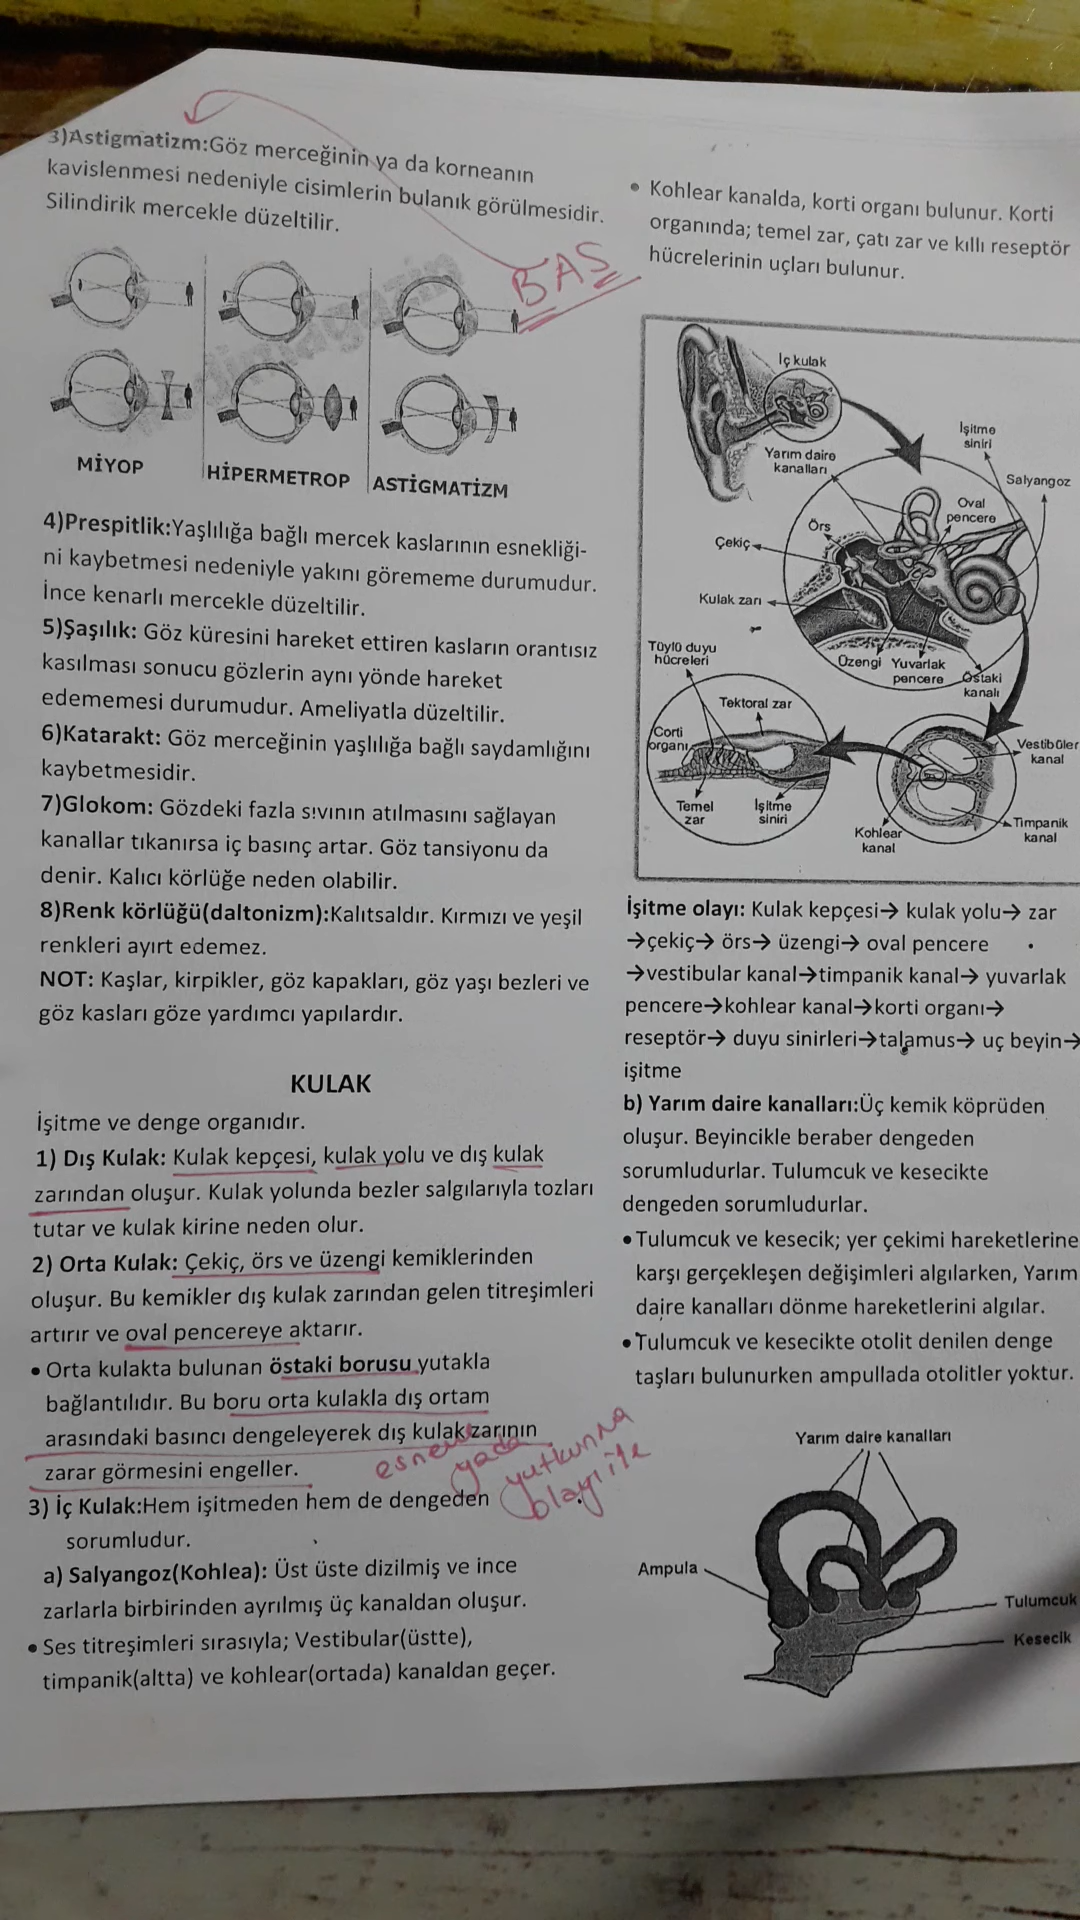 3)Astigmatizm:Göz merceğinin ya da korneanın
kavislenmesi nedeniyle cisimlerin bulanık görülmesidir.
Silindirik mercekle düzeltilir.
BAŞ
MİYOP
HİPERMETROP
ASTİGMATİZM
4)Prespitlik:Yaşlılığa bağlı mercek kaslarının esnekliği-
ni kaybetmesi nedeniyle yakını görememe durumudur.
İnce kenarlı mercekle düzeltilir.
5)Şaşılık: Göz küresini hareket ettiren kasların orantısız
kasılması sonucu gözlerin aynı yönde hareket
edememesi durumudur. Ameliyatla düzeltilir.
6)Katarakt: Göz merceğinin yaşlılığa bağlı saydamlığını
kaybetmesidir.
7)Glokom: Gözdeki fazla sıvının atılmasını sağlayan
kanallar tıkanırsa iç basınç artar. Göz tansiyonu da
denir. Kalıcı körlüğe neden olabilir.
8)Renk körlüğü(daltonizm):Kalıtsaldır. Kırmızı ve yeşil
renkleri ayırt edemez.
NOT: Kaşlar, kirpikler, göz kapakları, göz yaşı bezleri ve
göz kasları göze yardımcı yapılardır.
KULAK
İşitme ve denge organıdır.
1) Dış Kulak: Kulak kepçesi, kulak yolu ve dış kulak
zarından oluşur. Kulak yolunda bezler salgılarıyla tozları
tutar ve kulak kirine neden olur.
2) Orta Kulak: Çekiç, örs ve üzengi kemiklerinden
oluşur. Bu kemikler dış kulak zarından gelen titreşimleri
artırır ve oval pencereye aktarır.
• Orta kulakta bulunan östaki borusu yutakla
bağlantılıdır. Bu boru orta kulakla dış ortam
arasındaki basıncı dengeleyerek dış kulak zarının
zarar görmesini engeller.
esneme
yada
yutkunma
olayı ile
3) İç Kulak:Hem işitmeden hem de dengeden
sorumludur.
a) Salyangoz(Kohlea): Üst üste dizilmiş ve ince
zarlarla birbirinden ayrılmış üç kanaldan oluşur.
• Ses titreşimleri sırasıyla; Vestibular(üstte),
timpanik(altta) ve kohlear(ortada) kanaldan geçer.
• Kohlear kanalda, korti organı bulunur. Korti
organında; temel zar, çatı zar ve kıllı reseptör
hücrelerinin uçları bulunur.
İç kulak
İşitme
siniri
Yarım daire
kanalları
Salyangoz
Oval
pencere
Örs
Çekiç
Kulak zarı
Tüylü duyu
hücreleri
Üzengi
Yuvarlak
pencere
Östaki
kanalı
Tektoral zar
Corti
organı
Vestibüler
kanal
Temel
zar
İşitme
siniri
Timpanik
kanal
Kohlear
kanal
İşitme olayı: Kulak kepçesi→ kulak yolu→ zar
→çekiç→ örs→ üzengi→ oval pencere
→vestibular kanal→timpanik kanal→ yuvarlak
pencere→kohlear kanal→korti organı→
reseptör→ duyu sinirleri→talamus→ uç beyin→
işitme
b) Yarım daire kanalları:Üç kemik köprüden
oluşur. Beyincikle beraber dengeden
sorumludurlar. Tulumcuk ve kesecikte
dengeden sorumludurlar.
• Tulumcuk ve kesecik; yer çekimi hareketlerine
karşı gerçekleşen değişimleri algılarken, Yarım
daire kanalları dönme hareketlerini algılar.
• Tulumcuk ve kesecikte otolit denilen denge
taşları bulunurken ampullada otolitler yoktur.
Yarım daire kanalları
Ampula
Tulumcuk
Kesecik